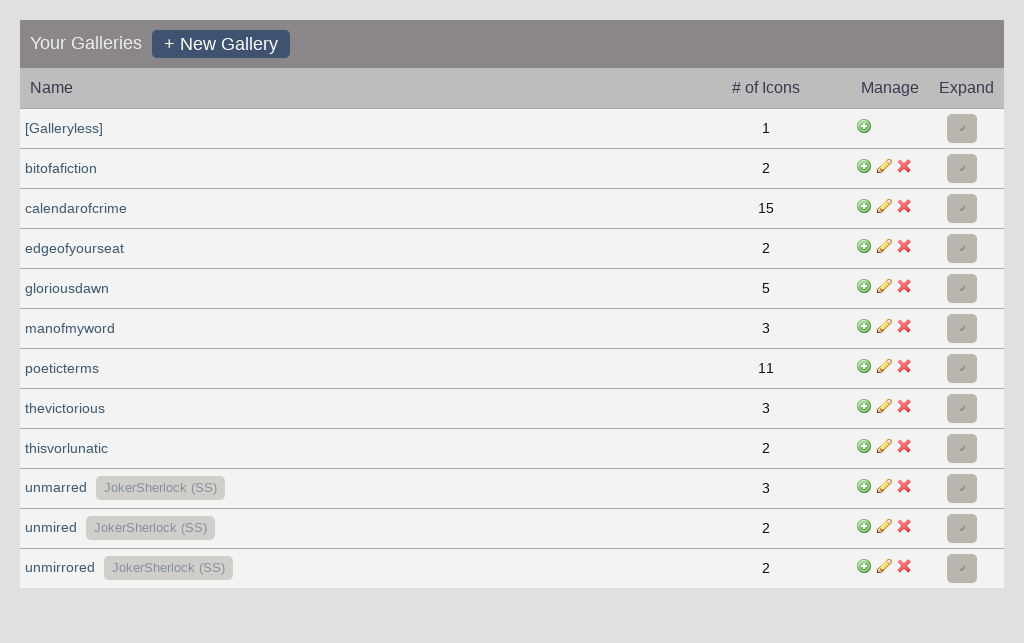 Your Galleries + New Gallery
Name # of Icons Manage Expand
[Galleryless] 1
bitofafiction 2
calendarofcrime 15
edgeofyourseat 2
gloriousdawn 5
manofmyword 3
poeticterms 11
thevictorious 3
thisvorlunatic 2
unmarred JokerSherlock (SS) 3
unmired JokerSherlock (SS) 2
unmirrored JokerSherlock (SS) 2